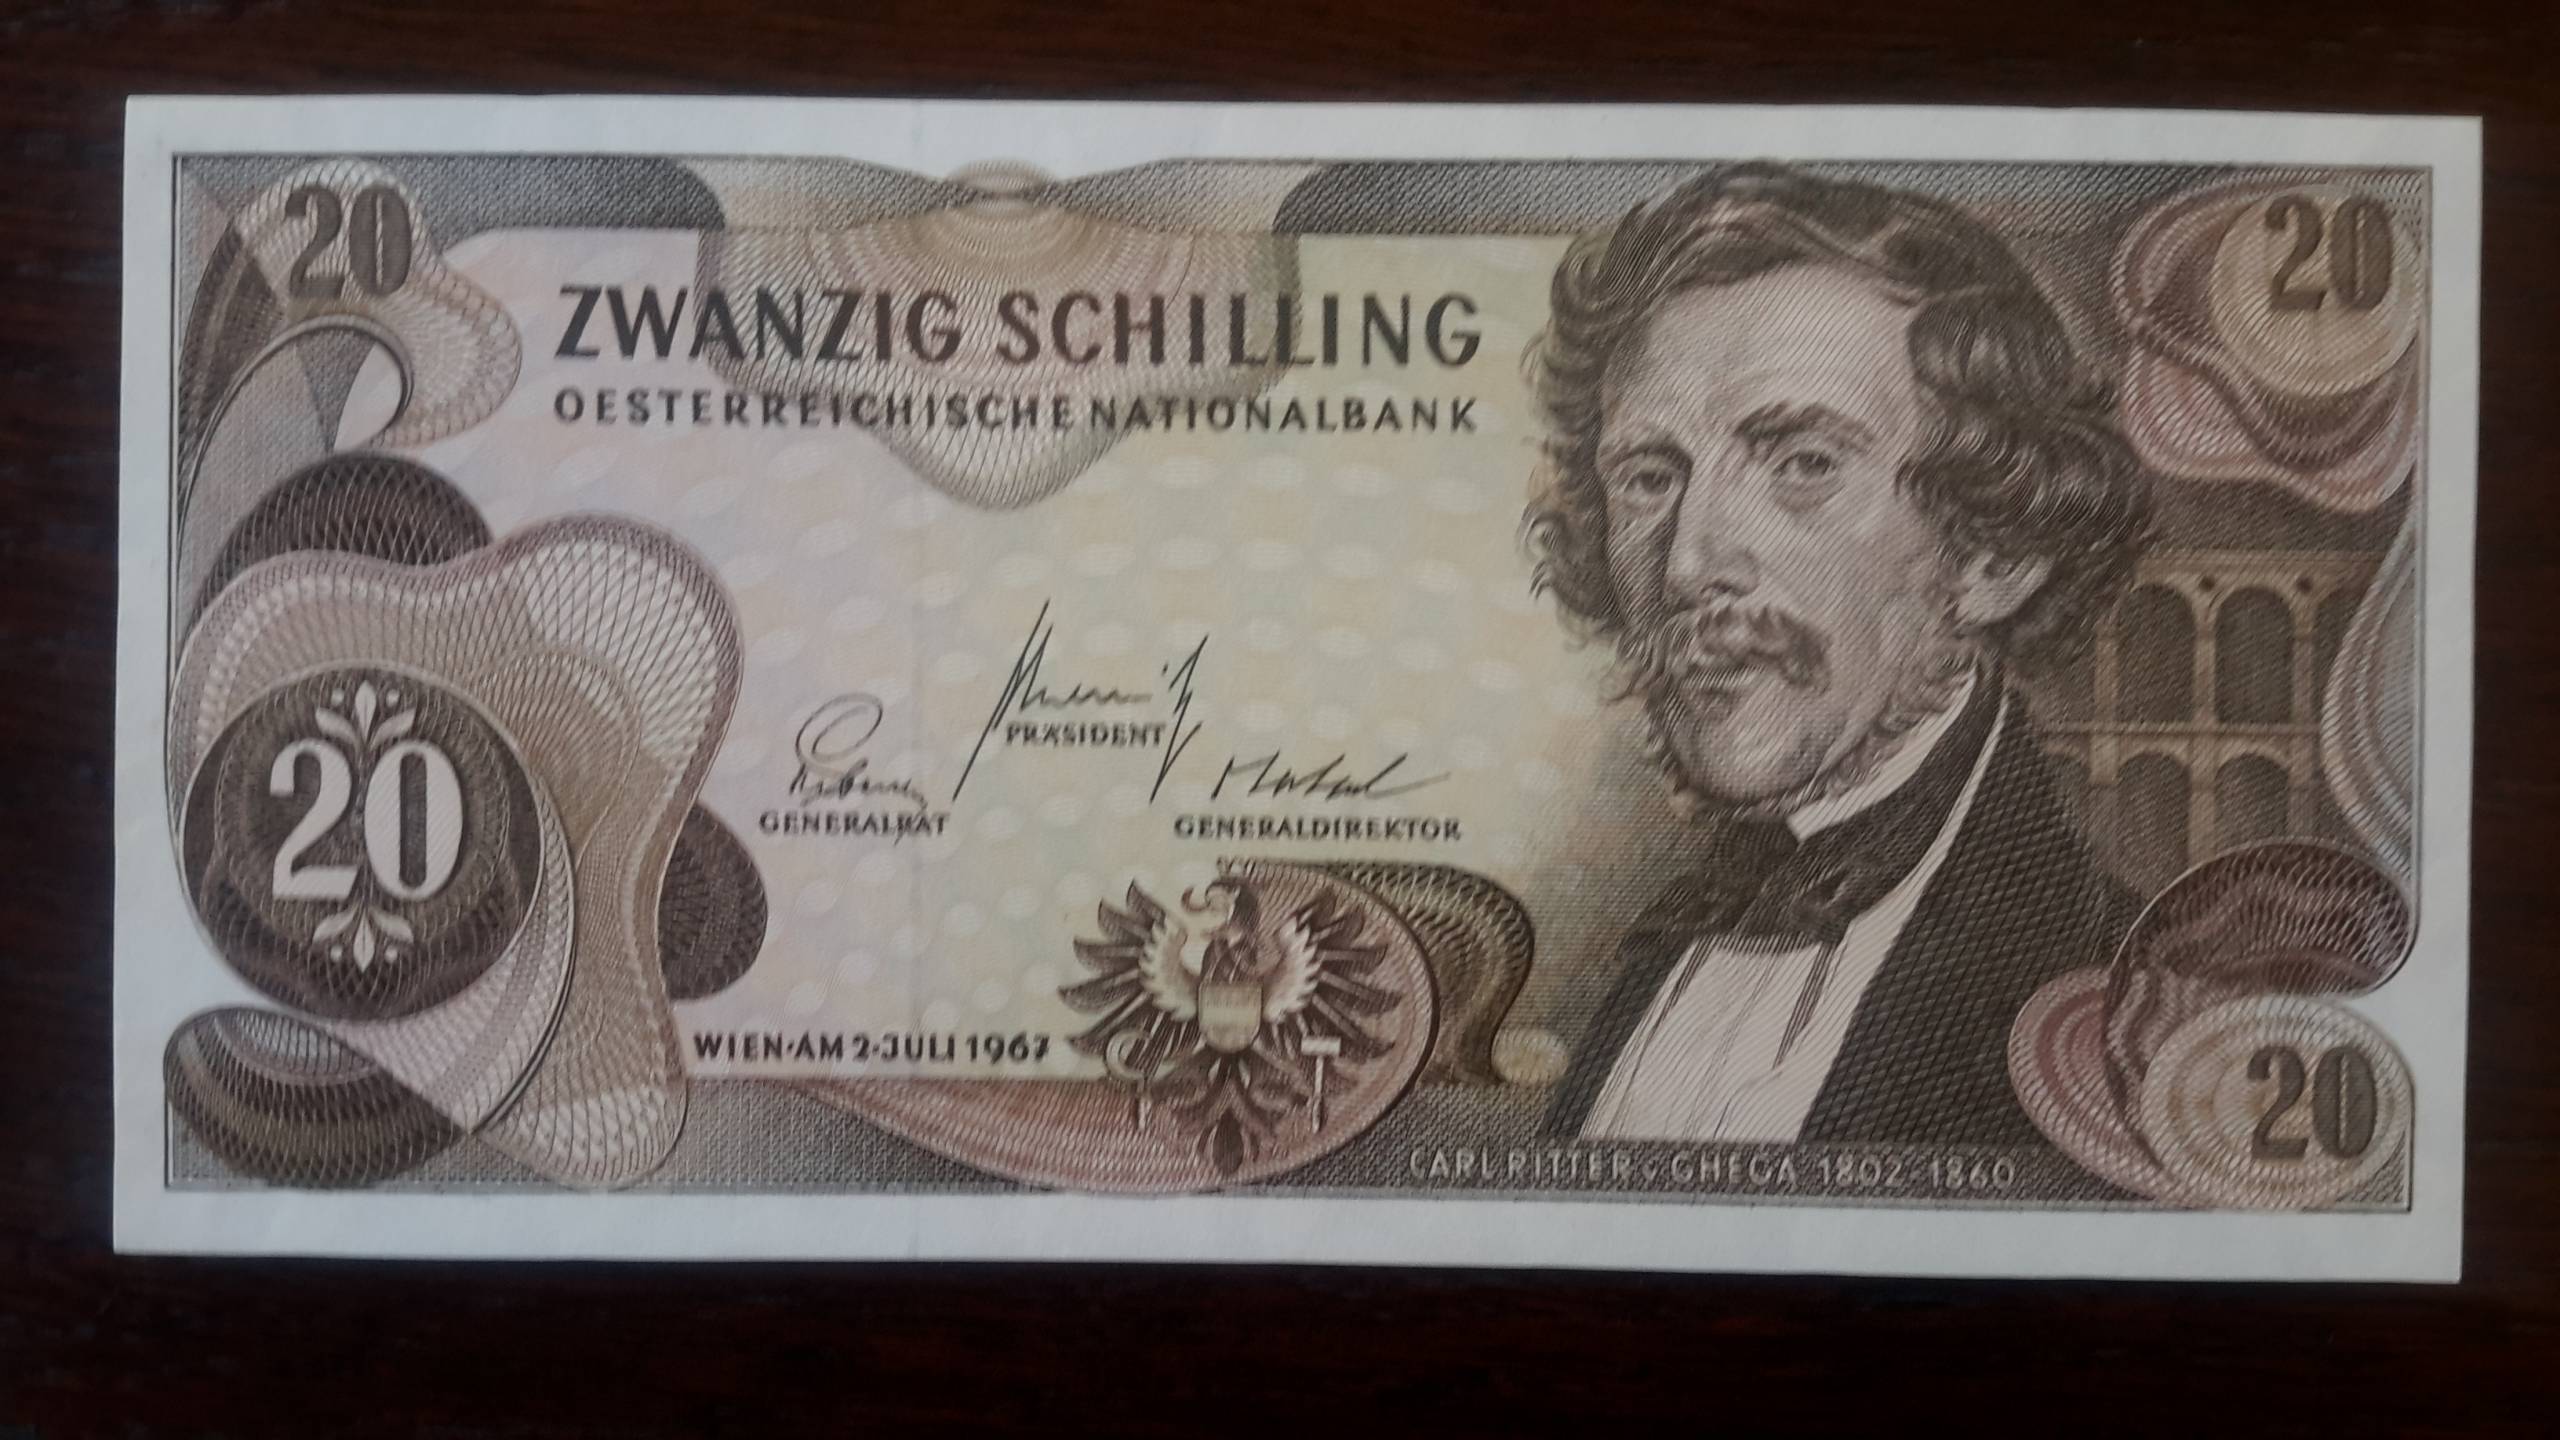 20
20
ZWANZIG SCHILLING
OESTERREICHISCHE NATIONALBANK
PRÄSIDENT
GENERALRAT
GENERALDIREKTOR
20
WIEN·AM 2·JULI 1967
CARL RITTER v GHEGA 1802-1860
20